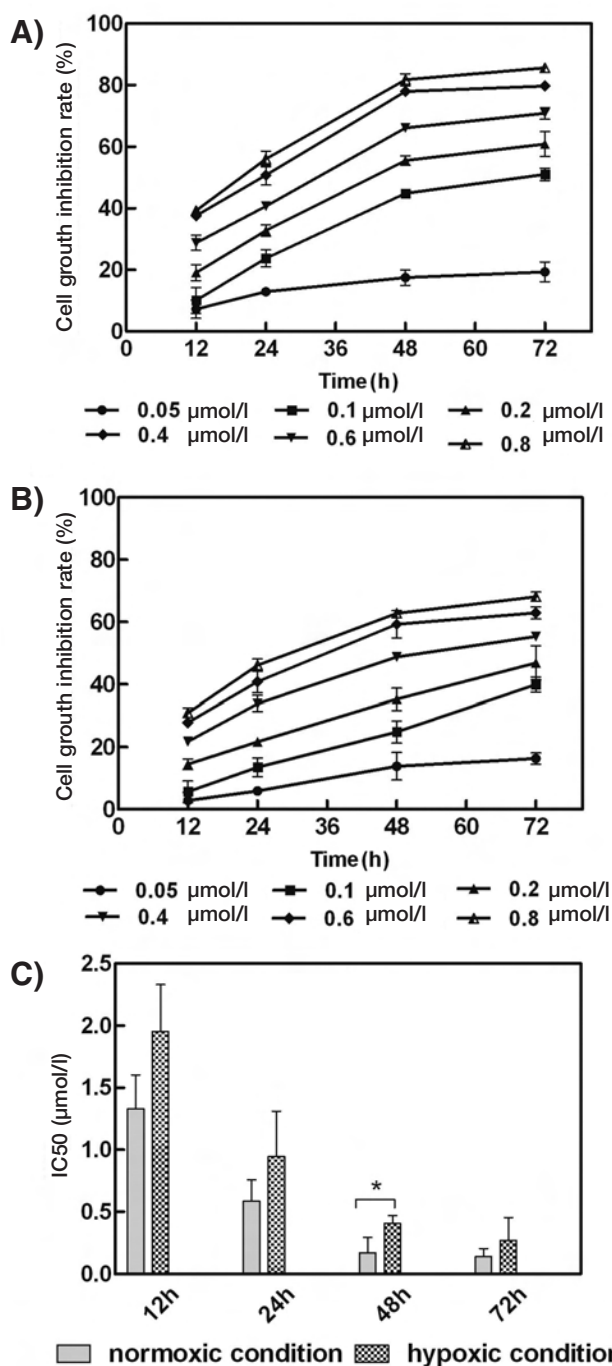 A)
Cell grouth inhibition rate (%)
100
80
60
40
20
0
0 12 24 36 48 60 72
Time (h)
0.05 µmol/l 0.1 µmol/l 0.2 µmol/l
0.4 µmol/l 0.6 µmol/l 0.8 µmol/l
B)
Cell grouth inhibition rate (%)
100
80
60
40
20
0
0 12 24 36 48 60 72
Time (h)
0.05 µmol/l 0.1 µmol/l 0.2 µmol/l
0.4 µmol/l 0.6 µmol/l 0.8 µmol/l
C)
IC50 (µmol/l)
2.5
2.0
1.5
1.0
0.5
0.0
*
12h 24h 48h 72h
normoxic condition hypoxic condition